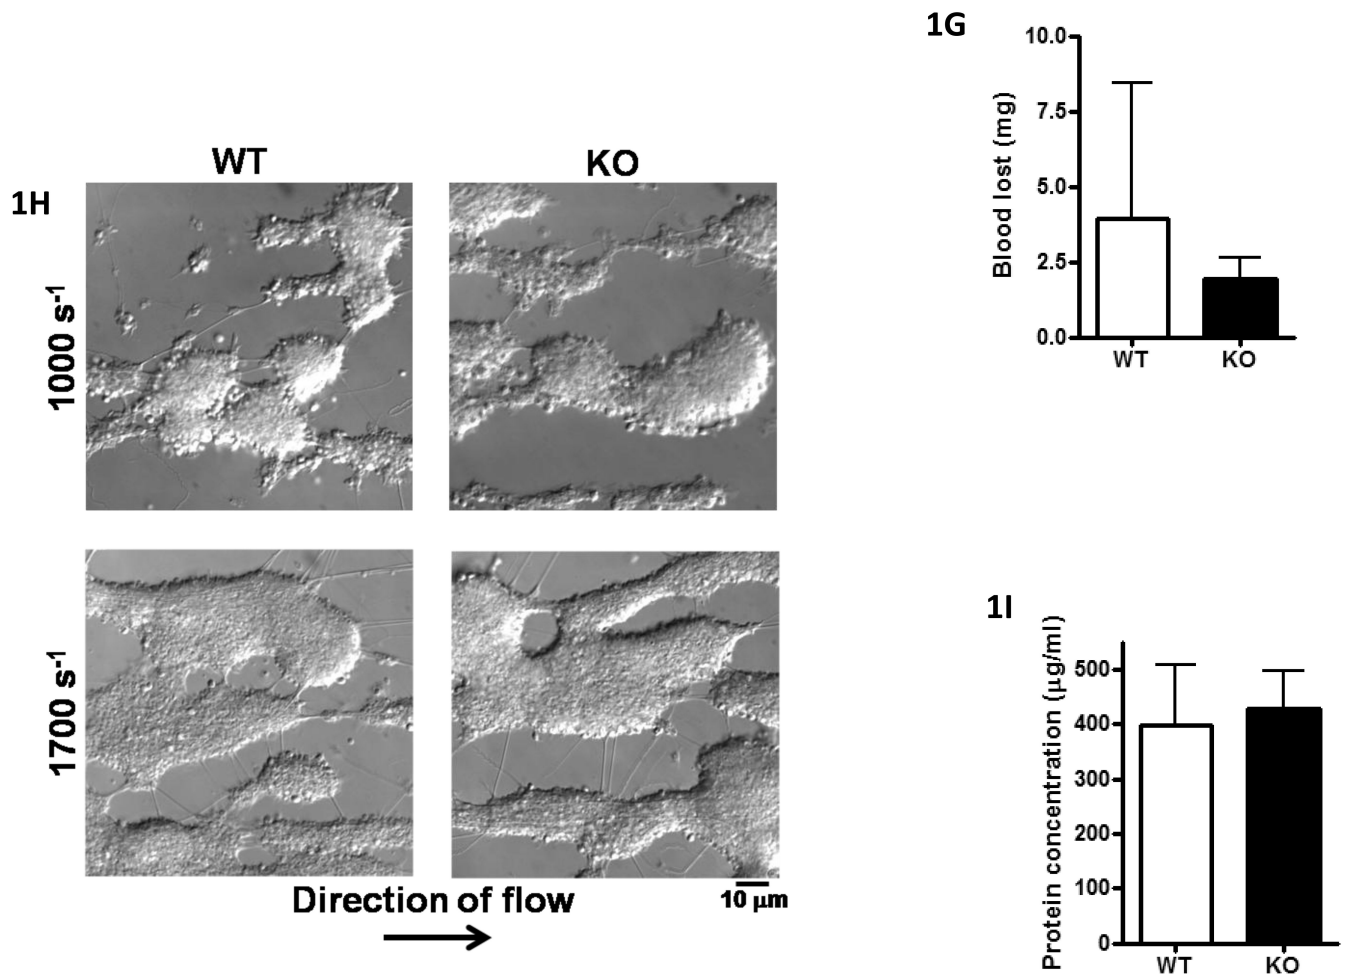 1H
WT
KO
1000 s-1
1700 s-1
Direction of flow
10 µm
1G
Blood lost (mg)
10.0
7.5
5.0
2.5
0.0
WT
KO
1I
Protein concentration (µg/ml)
500
400
300
200
100
0
WT
KO